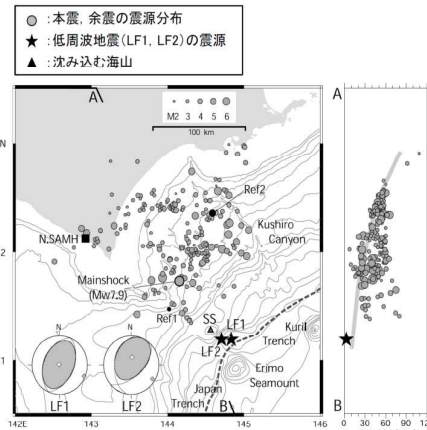 :本震, 余震の震源分布
:低周波地震(LF1, LF2)の震源
:沈み込む海山
A
A
M2 3 4 5 6
100 km
N
Ref2
N.SAMH
Kushiro
Canyon
2
Mainshock
(Mw7.9)
Ref1
SS
LF1
LF2
Kuril
Trench
N
N
Erimo
Seamount
1
Japan
Trench
LF1
LF2
B
B
142E 143 144 145 146
0 30 60 90 12